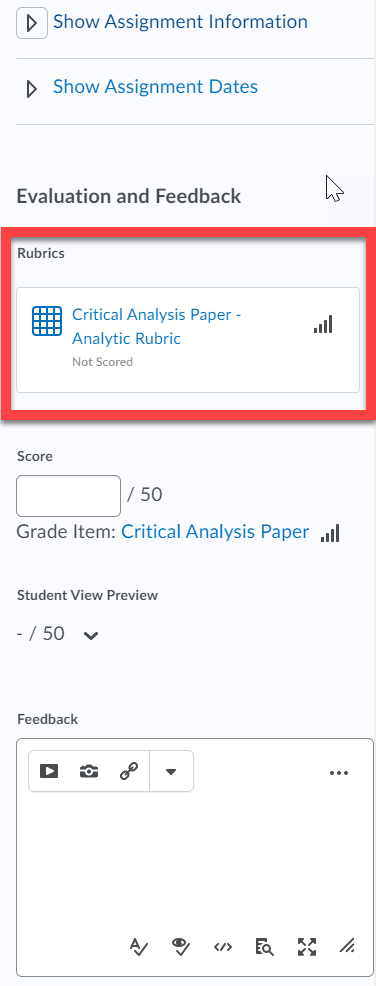 Show Assignment Information
Show Assignment Dates
Evaluation and Feedback
Rubrics
Critical Analysis Paper -
Analytic Rubric
Not Scored
Score
/ 50
Grade Item: Critical Analysis Paper
Student View Preview
- / 50
Feedback